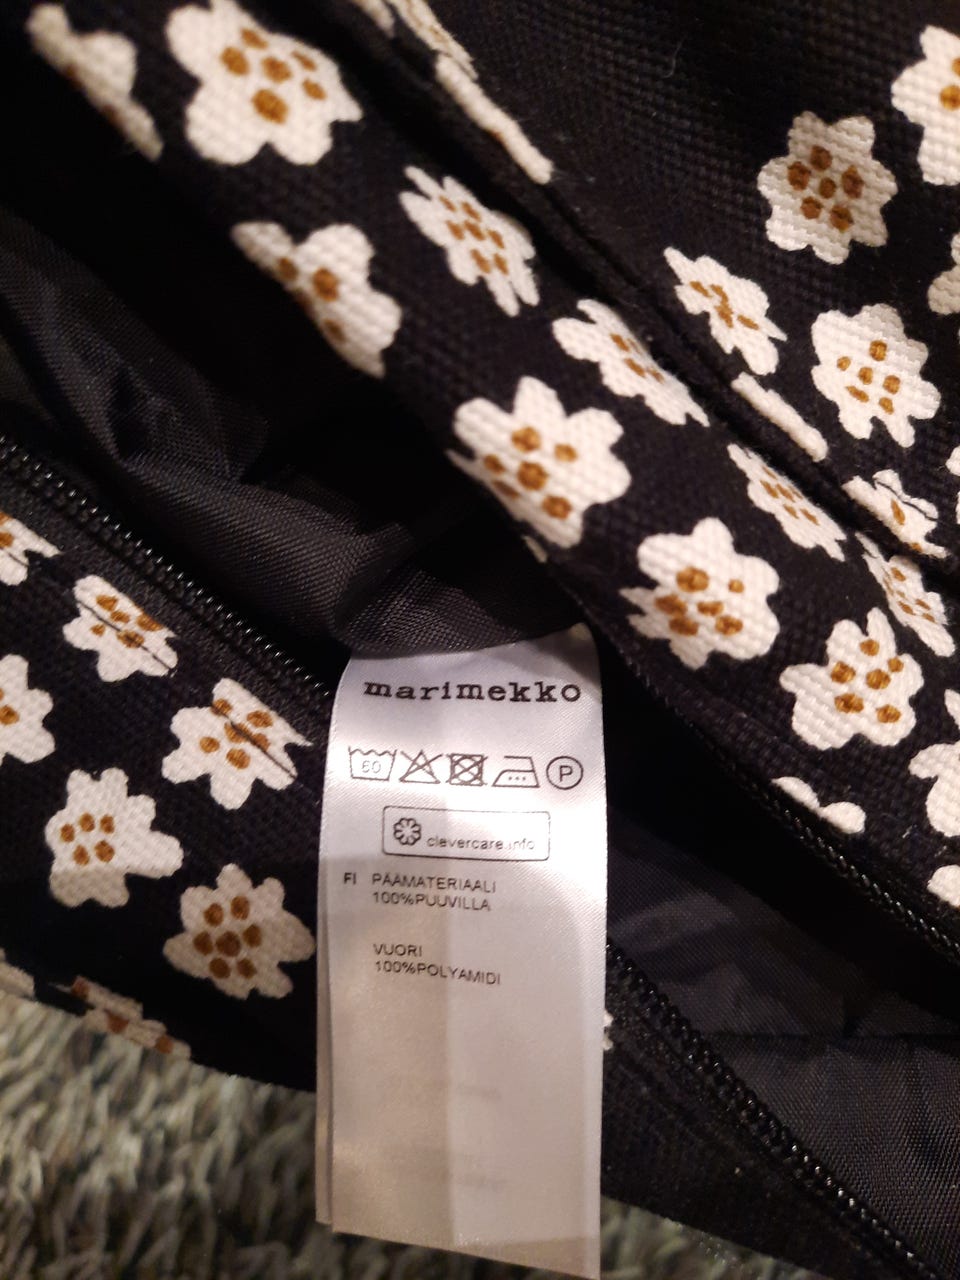 marimekko
60 P
clevercare.info
FI PÄÄMATERIAALI
100%PUUVILLA
VUORI
100%POLYAMIDI